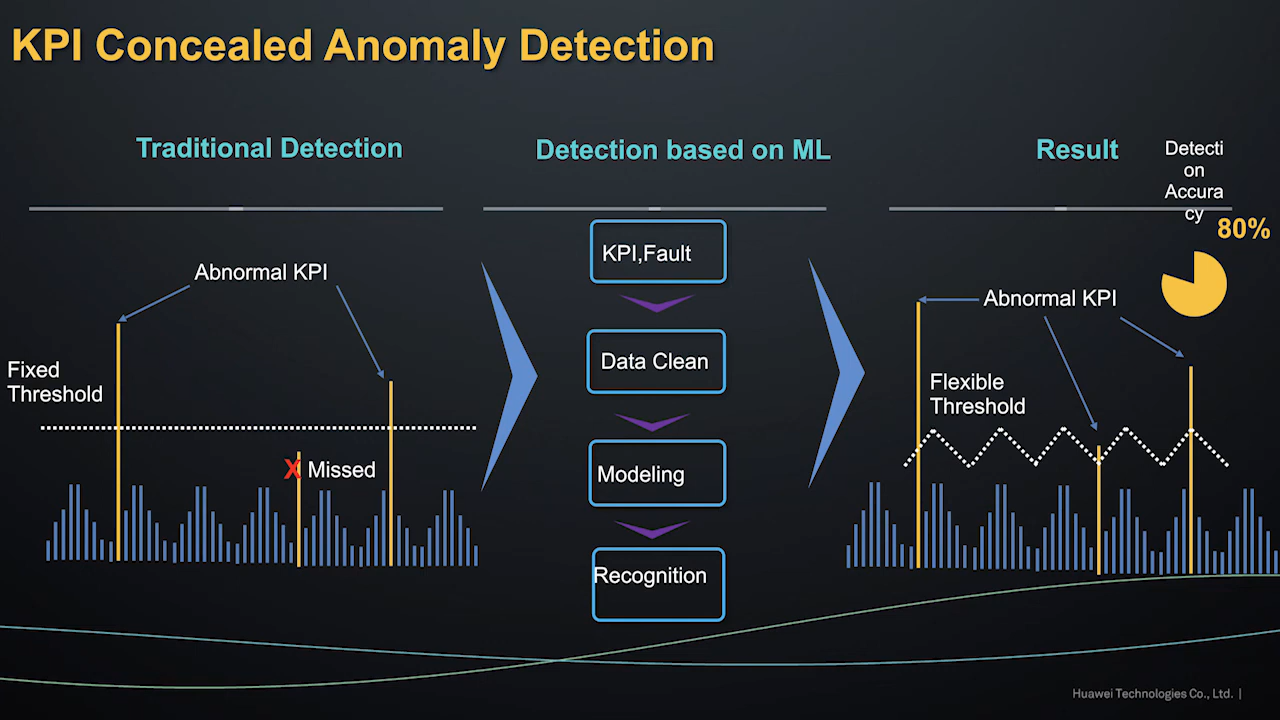 KPI Concealed Anomaly Detection
Traditional Detection
Abnormal KPI
Fixed
Threshold
X Missed
Detection based on ML
KPI,Fault
Data Clean
Modeling
Recognition
Result
Detecti
on
Accura
cy
80%
Abnormal KPI
Flexible
Threshold
Huawei Technologies Co., Ltd. |